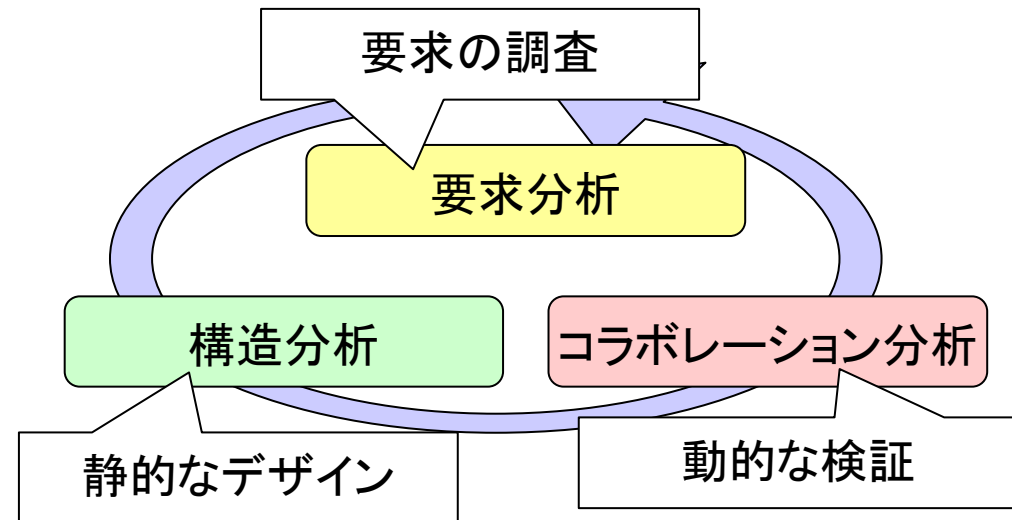 要求の調査
要求分析
構造分析
コラボレーション分析
静的なデザイン
動的な検証